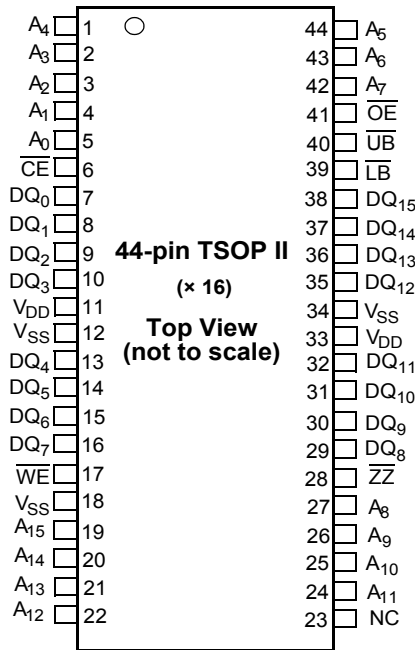 A4 1 44 A5
A3 2 43 A6
A2 3 42 A7
A1 4 41 OE
A0 5 40 UB
CE 6 39 LB
DQ0 7 38 DQ15
DQ1 8 37 DQ14
DQ2 9 36 DQ13
DQ3 10 35 DQ12
VDD 11 34 VSS
VSS 12 33 VDD
DQ4 13 32 DQ11
DQ5 14 31 DQ10
DQ6 15 30 DQ9
DQ7 16 29 DQ8
WE 17 28 ZZ
VSS 18 27 A8
A15 19 26 A9
A14 20 25 A10
A13 21 24 A11
A12 22 23 NC
44-pin TSOP II
(× 16)
Top View
(not to scale)